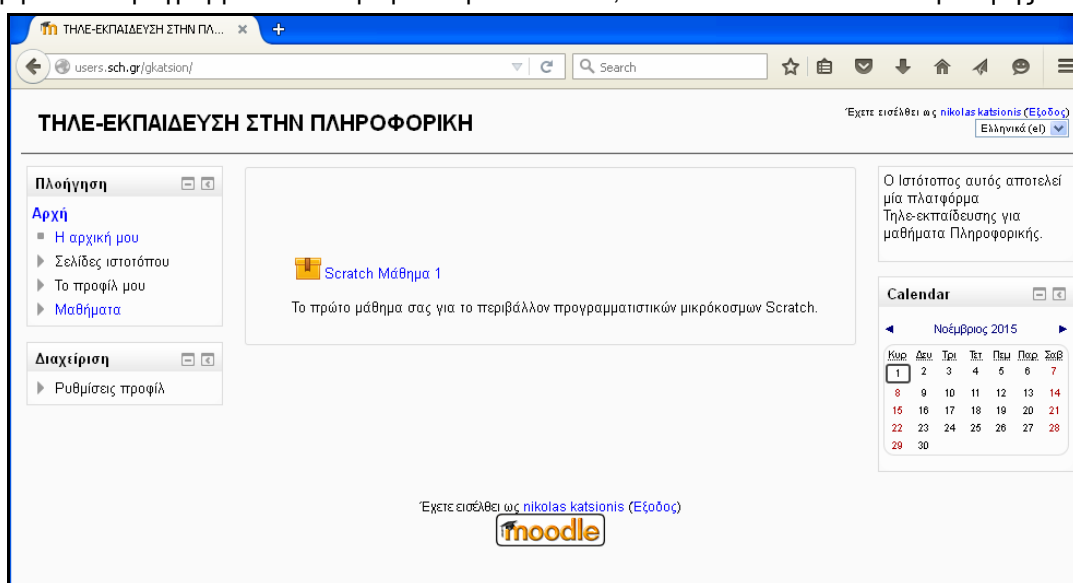 ΤΗΛΕ-ΕΚΠΑΙΔΕΥΣΗ ΣΤΗΝ ΠΛ...
users.sch.gr/gkatsion/
Search
ΤΗΛΕ-ΕΚΠΑΙΔΕΥΣΗ ΣΤΗΝ ΠΛΗΡΟΦΟΡΙΚΗ
Έχετε εισέλθει ως nikolas katsionis (Έξοδος)
Ελληνικά (el)
Πλοήγηση
Αρχή
Η αρχική μου
Σελίδες ιστοτόπου
Το προφίλ μου
Μαθήματα
Διαχείριση
Ρυθμίσεις προφίλ
Scratch Μάθημα 1
Το πρώτο μάθημα σας για το περιβάλλον προγραμματιστικών μικρόκοσμων Scratch.
Ο Ιστότοπος αυτός αποτελεί
μία πλατφόρμα
Τηλε-εκπαίδευσης για
μαθήματα Πληροφορικής.
Calendar
Νοέμβριος 2015
Κυρ Δευ Τρι Τετ Πεμ Παρ Σαβ
1 2 3 4 5 6 7
8 9 10 11 12 13 14
15 16 17 18 19 20 21
22 23 24 25 26 27 28
29 30
Έχετε εισέλθει ως nikolas katsionis (Έξοδος)
moodle